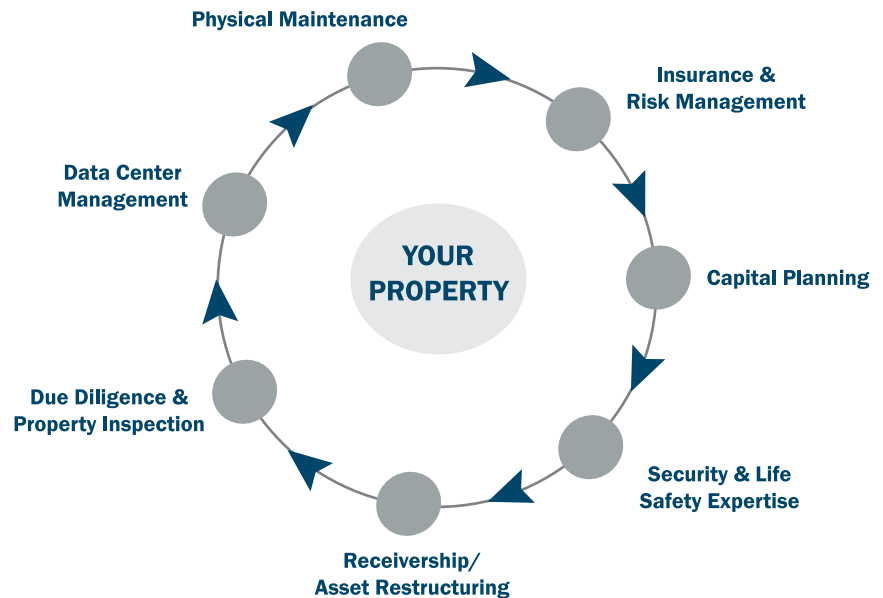 Physical Maintenance
Insurance &
Risk Management
Data Center
Management
YOUR
PROPERTY
Capital Planning
Due Diligence &
Property Inspection
Security & Life
Safety Expertise
Receivership/
Asset Restructuring